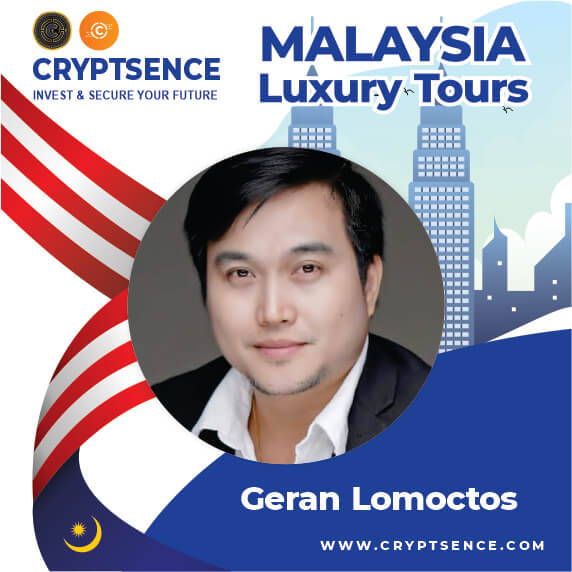 CRYPTSENCE
INVEST & SECURE YOUR FUTURE
MALAYSIA
Luxury Tours
Geran Lomoctos
WWW.CRYPTSENCE.COM